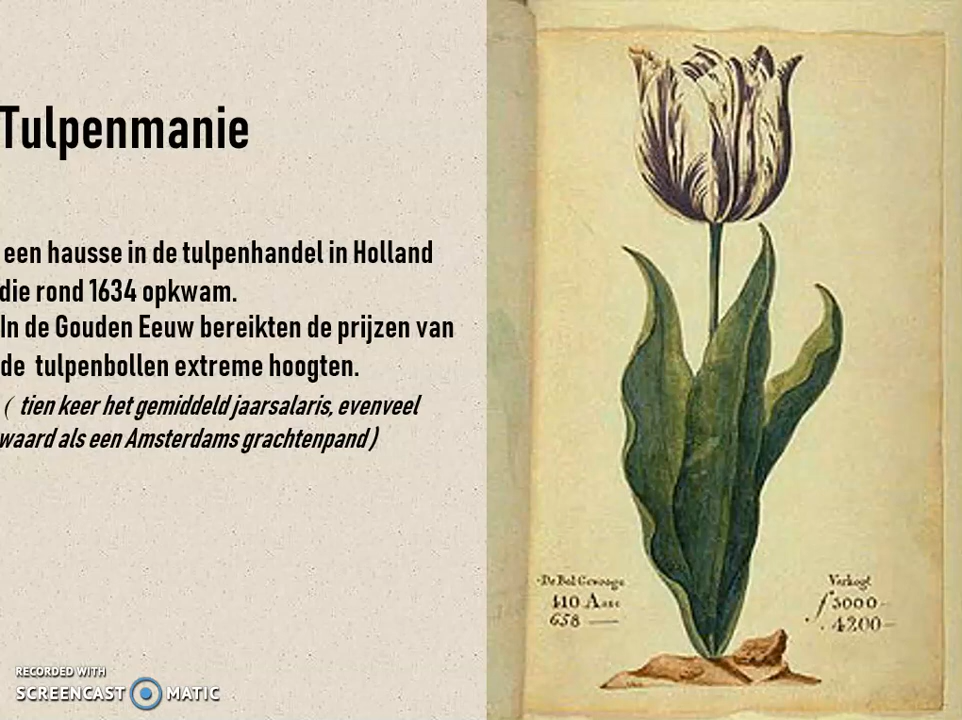 Tulpenmanie
een hausse in de tulpenhandel in Holland
die rond 1634 opkwam.
In de Gouden Eeuw bereikten de prijzen van
de tulpenbollen extreme hoogten.
( tien keer het gemiddeld jaarsalaris, evenveel
waard als een Amsterdams grachtenpand)
De Bol Gewooge
410 Aase
658
Verkogt
f 3000
4200
RECORDED WITH
SCREENCAST MATIC